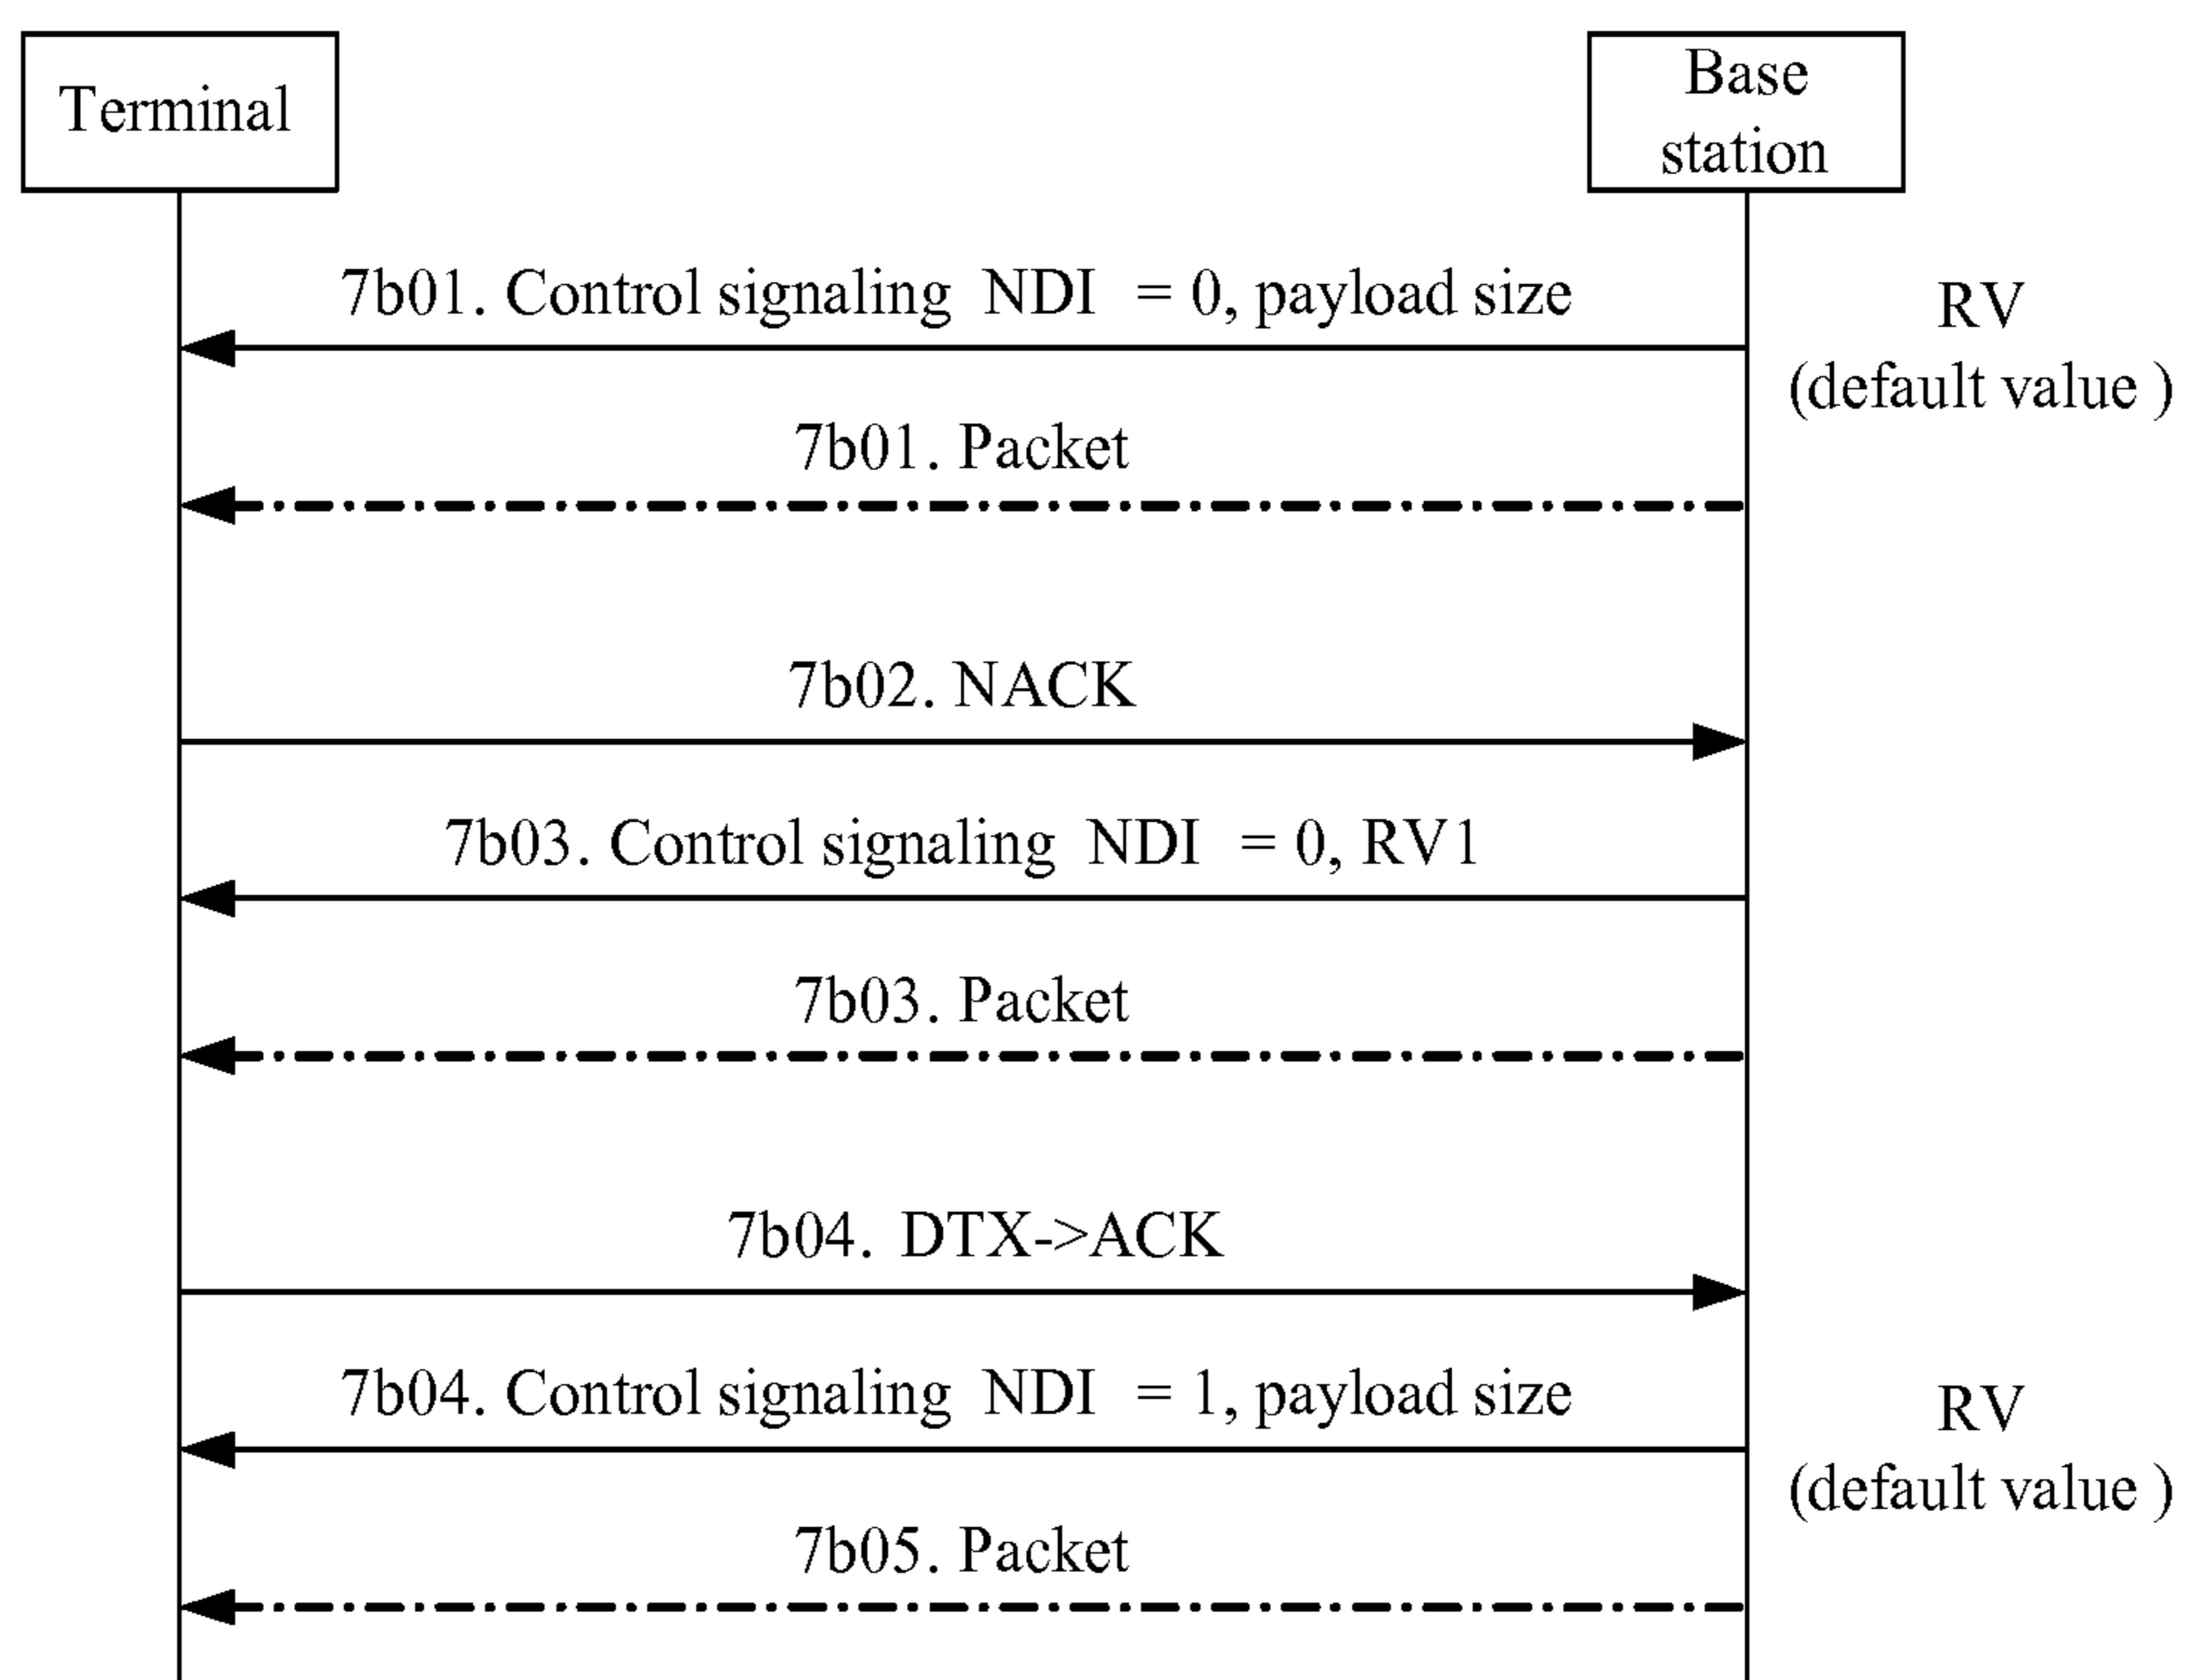 Terminal
Base
station
7b01. Control signaling NDI = 0, payload size
RV
(default value )
7b01. Packet
7b02. NACK
7b03. Control signaling NDI = 0, RV1
7b03. Packet
7b04. DTX->ACK
7b04. Control signaling NDI = 1, payload size
RV
(default value )
7b05. Packet